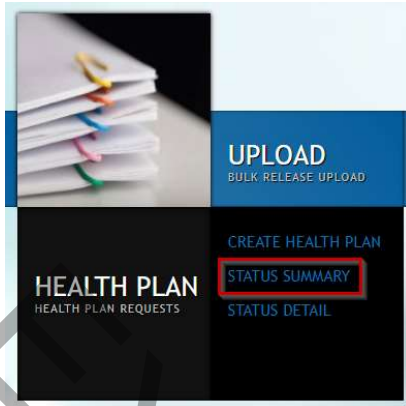 UPLOAD
BULK RELEASE UPLOAD
CREATE HEALTH PLAN
HEALTH PLAN
HEALTH PLAN REQUESTS
STATUS SUMMARY
STATUS DETAIL